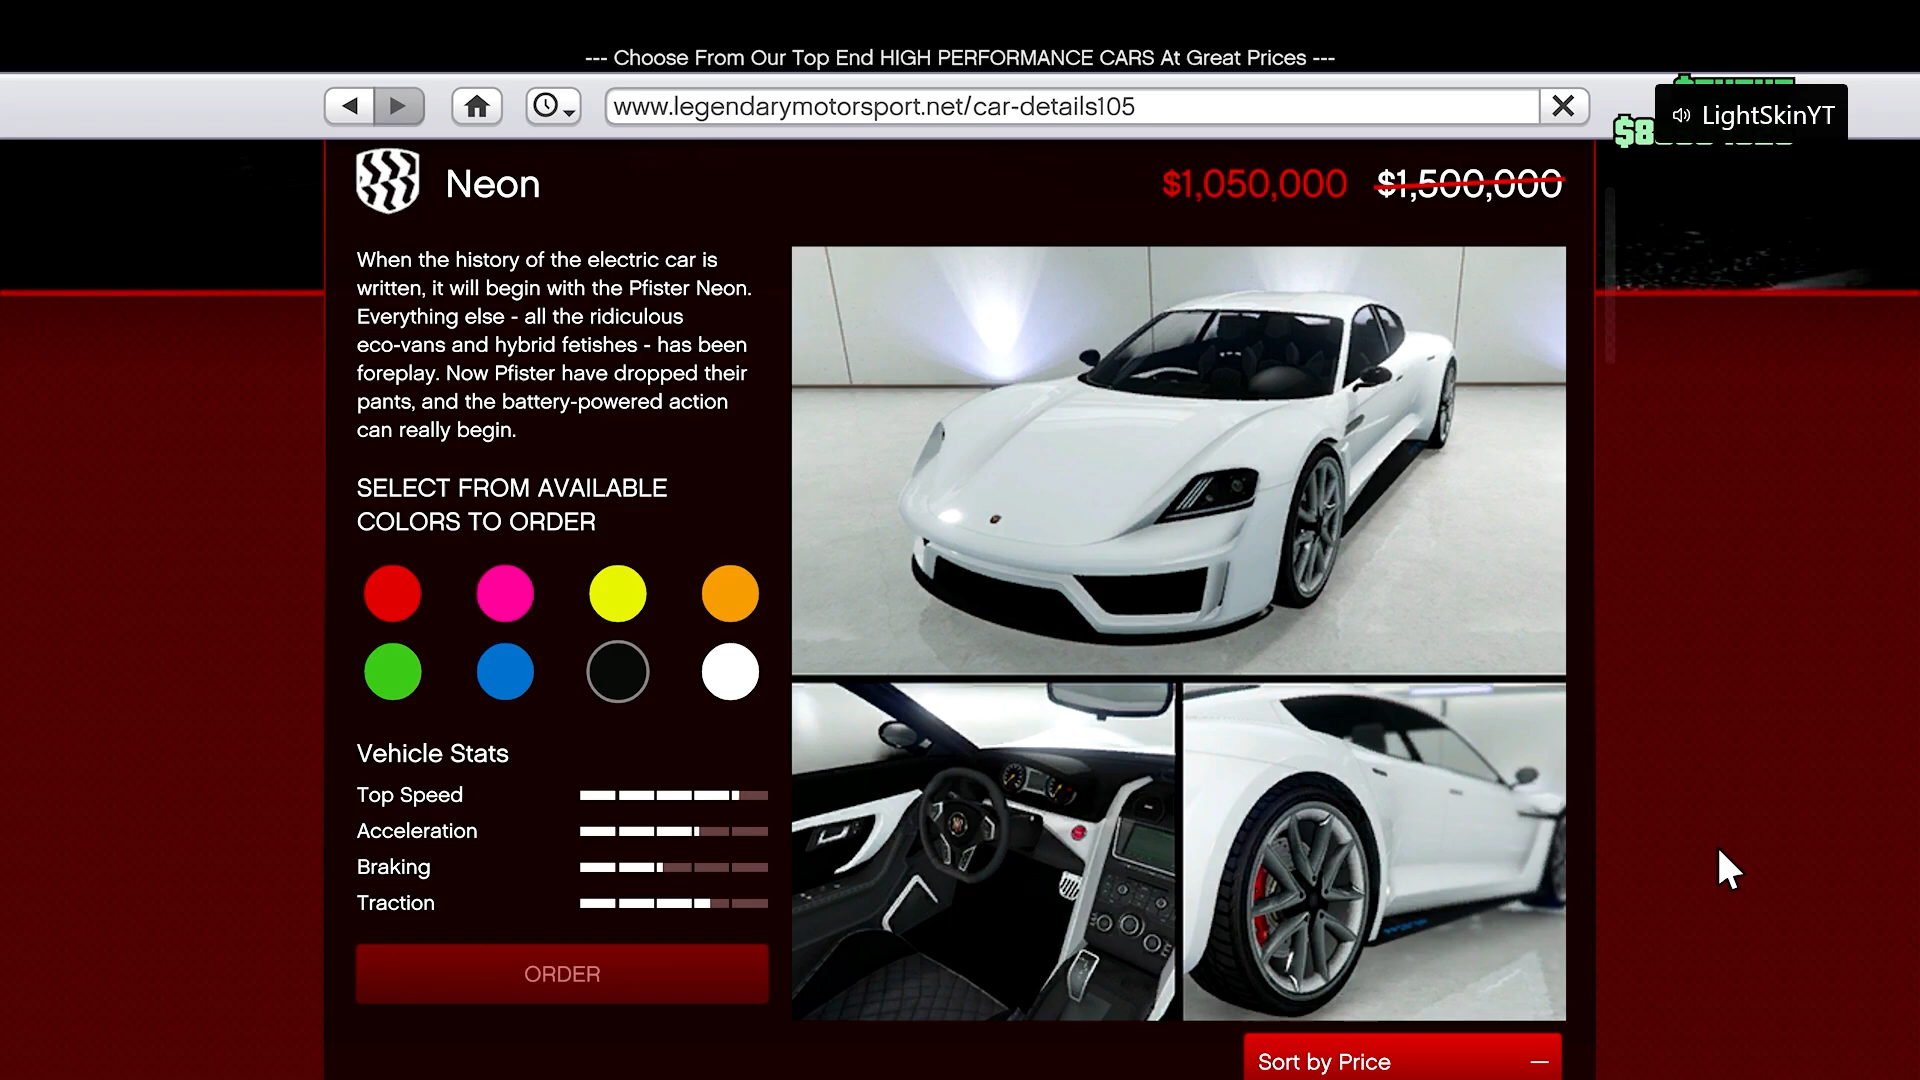 --- Choose From Our Top End HIGH PERFORMANCE CARS At Great Prices ---
www.legendarymotorsport.net/car-details105
LightSkinYT
Neon
$1,050,000 $1,500,000
When the history of the electric car is
written, it will begin with the Pfister Neon.
Everything else - all the ridiculous
eco-vans and hybrid fetishes - has been
foreplay. Now Pfister have dropped their
pants, and the battery-powered action
can really begin.
SELECT FROM AVAILABLE
COLORS TO ORDER
Vehicle Stats
Top Speed
Acceleration
Braking
Traction
ORDER
Sort by Price